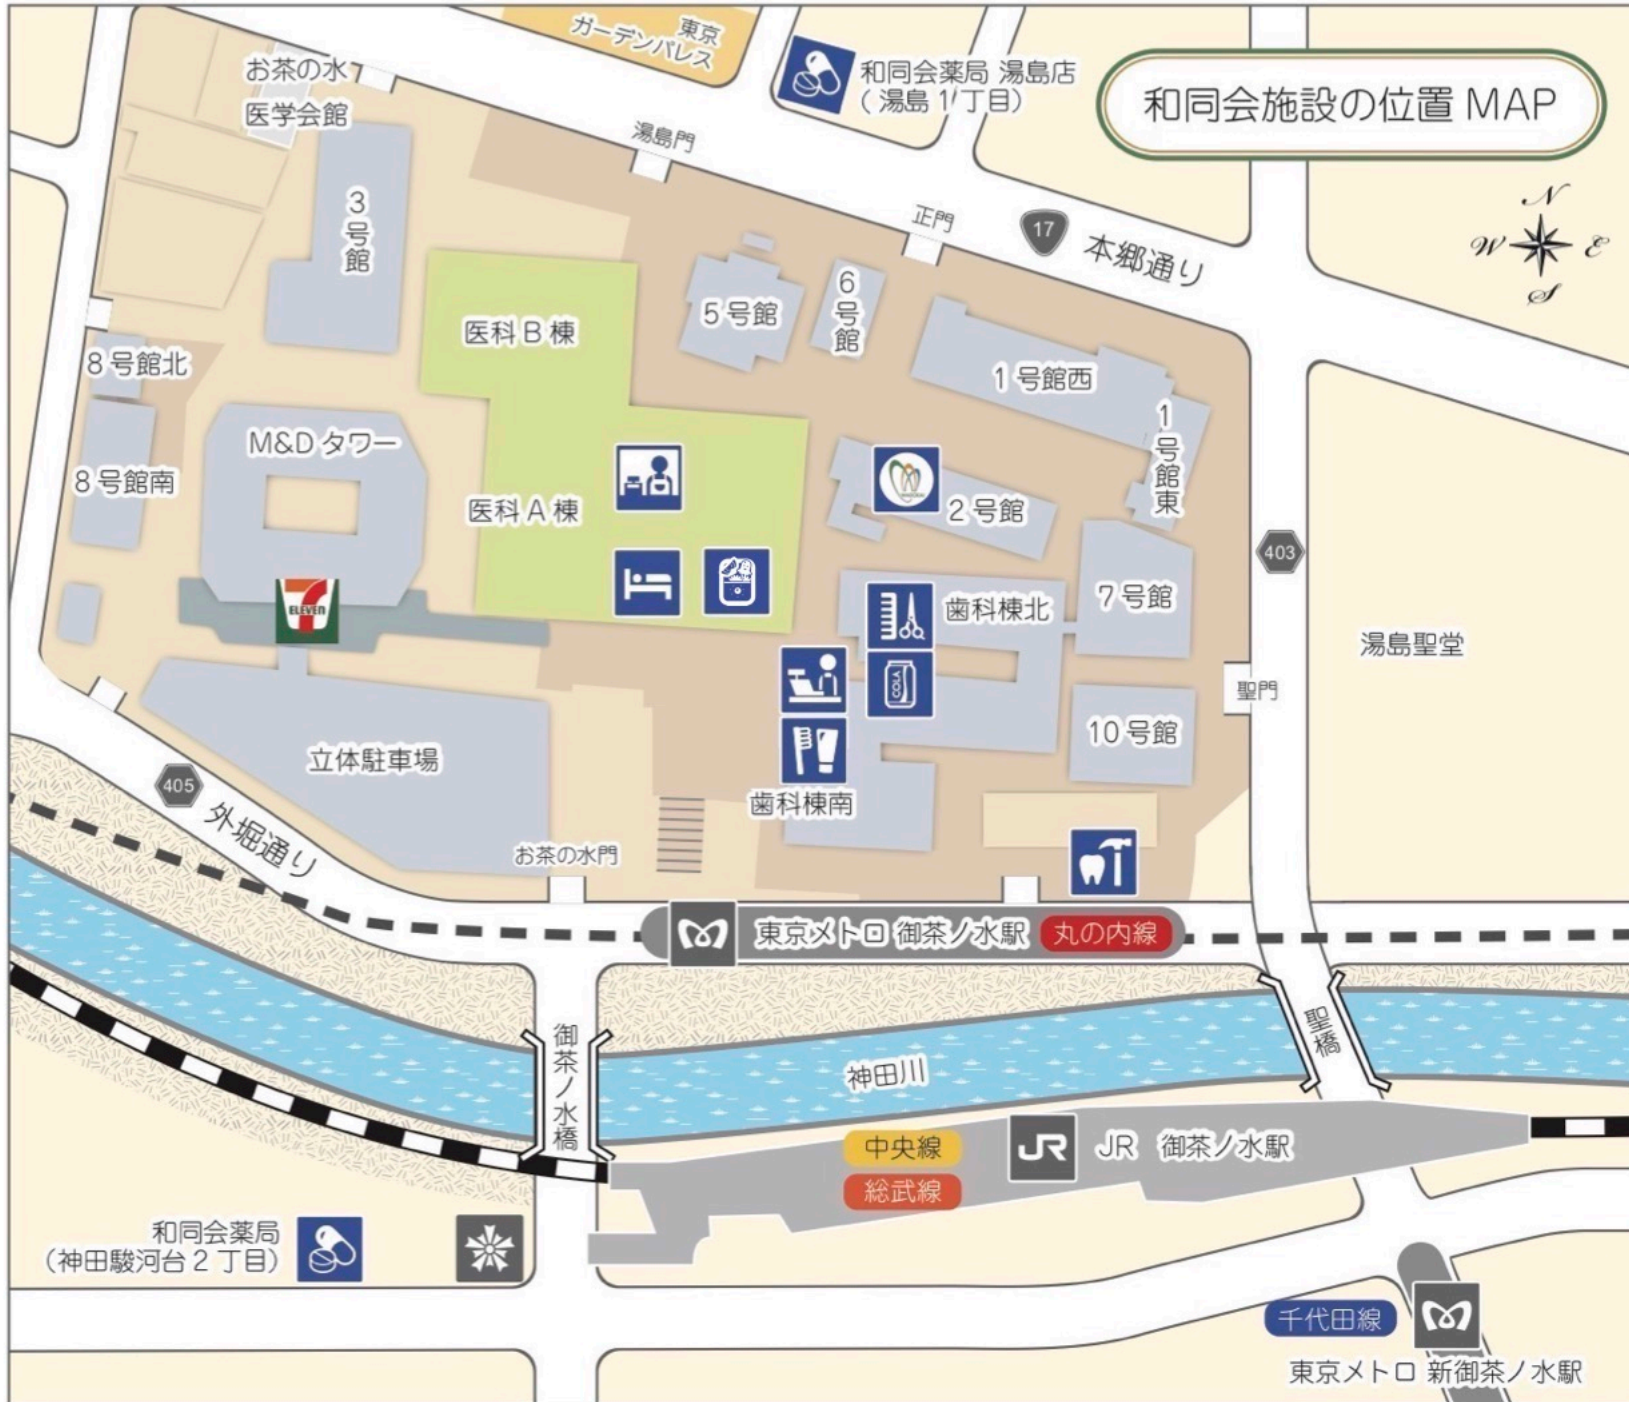 和同会施設の位置 MAP
東京
ガーデンパレス
お茶の水
医学会館
和同会薬局 湯島店
（湯島１丁目）
湯島門
正門
17
本郷通り
N
W
E
S
3号館
医科B棟
5号館
6号館
1号館西
1号館東
8号館北
8号館南
M&Dタワー
医科A棟
2号館
403
ELEVEN
歯科棟北
7号館
湯島聖堂
COLA
聖門
10号館
立体駐車場
歯科棟南
405
外堀通り
お茶の水門
東京メトロ 御茶ノ水駅 丸の内線
御茶ノ水橋
聖橋
神田川
中央線
総武線
JR
JR 御茶ノ水駅
和同会薬局
（神田駿河台２丁目）
千代田線
東京メトロ 新御茶ノ水駅